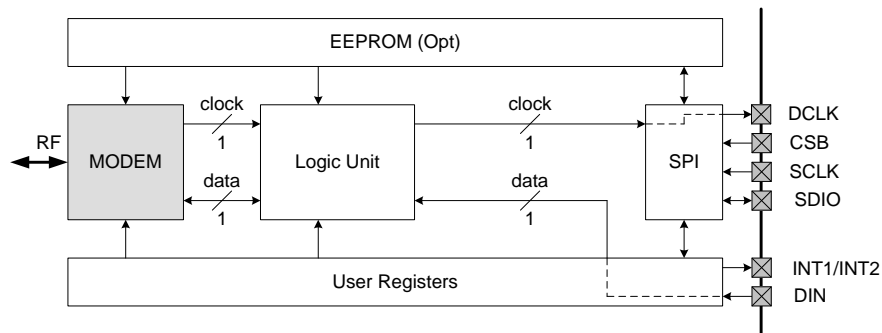 EEPROM (Opt)
clock
1
clock
1
DCLK
CSB
RF
MODEM
Logic Unit
SPI
SCLK
data
1
data
1
SDIO
INT1/INT2
User Registers
DIN